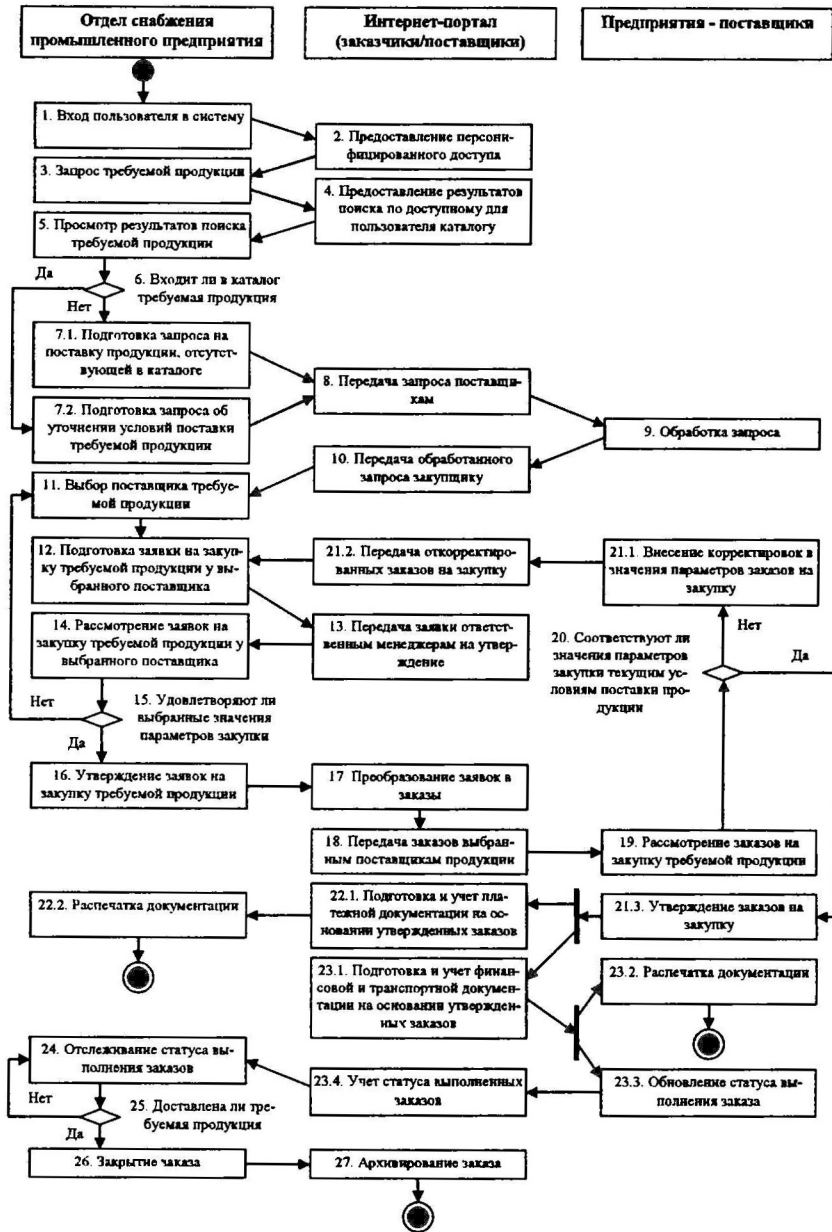 Отдел снабжения
промышленного предприятия
Интернет-портал
(заказчики/поставщики)
Предприятия - поставщики
1. Вход пользователя в систему
2. Предоставление персони-
фицированного доступа
3. Запрос требуемой продукции
4. Предоставление результатов
поиска по доступному для
пользователя каталогу
5. Просмотр результатов поиска
требуемой продукции
Да
6. Входит ли в каталог
требуемая продукция
Нет
7.1. Подготовка запроса на
поставку продукции, отсутст-
вующей в каталоге
8. Передача запроса поставщи-
кам
7.2. Подготовка запроса об
уточнении условий поставки
требуемой продукции
9. Обработка запроса
10. Передача обработанного
запроса закупщику
11. Выбор поставщика требуе-
мой продукции
12. Подготовка заявки на закуп-
ку требуемой продукции у вы-
бранного поставщика
21.2. Передача откорректиро-
ванных заказов на закупку
21.1. Внесение корректировок в
значения параметров заказов на
закупку
14. Рассмотрение заявок на
закупку требуемой продукции у
выбранного поставщика
13. Передача заявки ответст-
венным менеджерам на утвер-
ждение
Нет
20. Соответствуют ли
значения параметров
закупки текущим ус-
ловиям поставки про-
дукции
Да
Нет
15. Удовлетворяют ли
выбранные значения
параметров закупки
Да
16. Утверждение заявок на
закупку требуемой продукции
17 Преобразование заявок в
заказы
18. Передача заказов выбран-
ным поставщикам продукции
19. Рассмотрение заказов на
закупку требуемой продукции
22.2. Распечатка документации
22.1. Подготовка и учет пла-
тежной документации на осно-
вании утвержденных заказов
21.3. Утверждение заказов на
закупку
23.1. Подготовка и учет финан-
совой и транспортной докумен-
тации на основании утвержден-
ных заказов
23.2. Распечатка документации
24. Отслеживание статуса вы-
полнения заказов
23.4. Учет статуса выполненных
заказов
23.3. Обновление статуса вы-
полнения заказа
Нет
25. Доставлена ли тре-
буемая продукция
Да
26. Закрытие заказа
27. Архивирование заказа